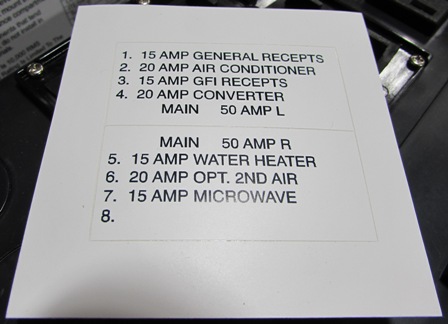 1. 15 AMP GENERAL RECEPTS
2. 20 AMP AIR CONDITIONER
3. 15 AMP GFI RECEPTS
4. 20 AMP CONVERTER
MAIN 50 AMP L
MAIN 50 AMP R
5. 15 AMP WATER HEATER
6. 20 AMP OPT. 2ND AIR
7. 15 AMP MICROWAVE
8.